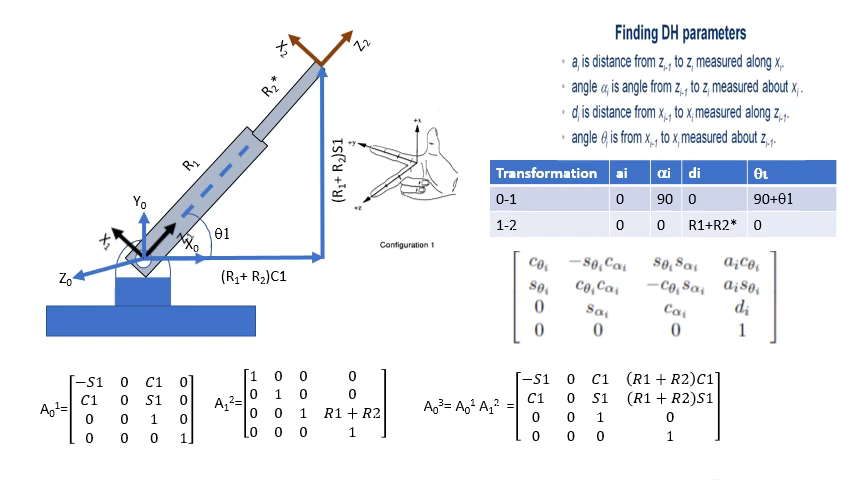 Finding DH parameters
• aᵢ is distance from zᵢ₋₁ to zᵢ measured along xᵢ.
• angle αᵢ is angle from zᵢ₋₁ to zᵢ measured about xᵢ .
• dᵢ is distance from xᵢ₋₁ to xᵢ measured along zᵢ₋₁.
• angle θᵢ is from xᵢ₋₁ to xᵢ measured about zᵢ₋₁.
X₂
Z₂
R₂*
R₁
(R₁+ R₂)S1
Y₀
X₁
Z₁
X₀
θ1
Z₀
(R₁+ R₂)C1
+x
+y
+z
Configuration 1
Transformation ai αi di θι
0-1 0 90 0 90+θ1
1-2 0 0 R1+R2* 0
cθᵢ −sθᵢcαᵢ sθᵢsαᵢ aᵢcθᵢ
sθᵢ cθᵢcαᵢ −cθᵢsαᵢ aᵢsθᵢ
0 sαᵢ cαᵢ dᵢ
0 0 0 1
A₀¹=
−S1 0 C1 0
C1 0 S1 0
0 0 1 0
0 0 0 1
A₁²=
1 0 0 0
0 1 0 0
0 0 1 R1 + R2
0 0 0 1
A₀³= A₀¹ A₁² =
−S1 0 C1 (R1 + R2)C1
C1 0 S1 (R1 + R2)S1
0 0 1 0
0 0 0 1